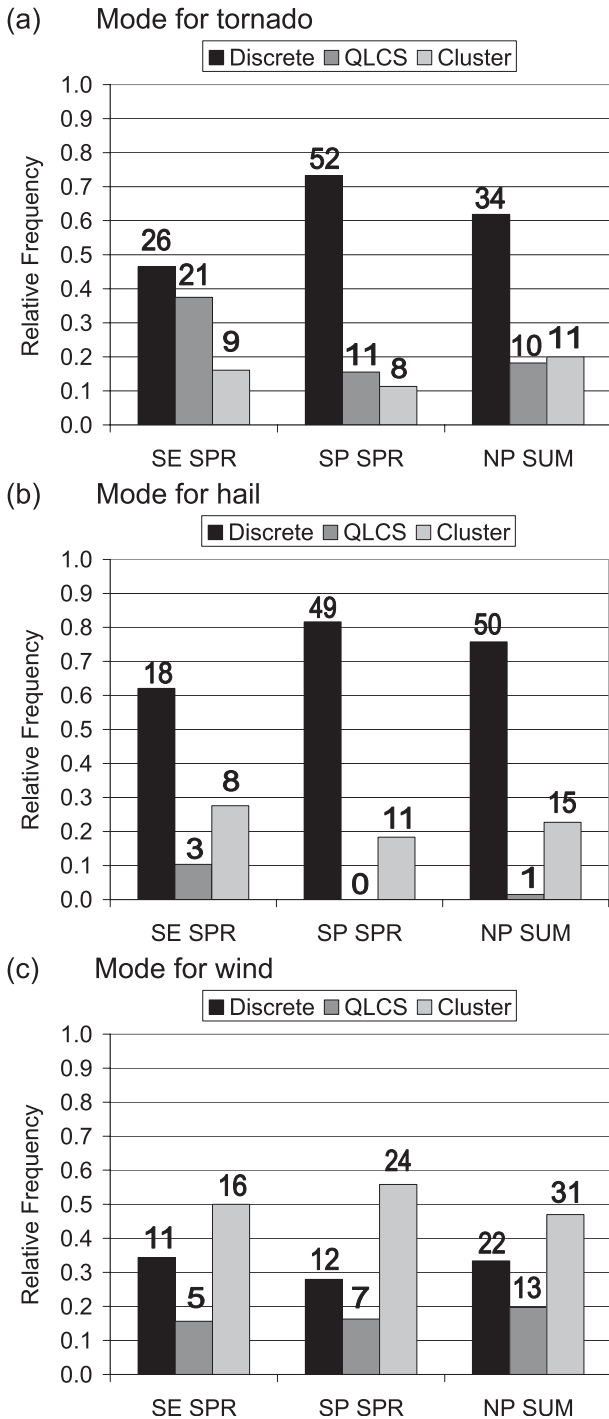 (a) Mode for tornado
Discrete QLCS Cluster
Relative Frequency
1.0
0.9
0.8
0.7
0.6
0.5
0.4
0.3
0.2
0.1
0.0
26 21 9
52 11 8
34 10 11
SE SPR SP SPR NP SUM
(b) Mode for hail
Discrete QLCS Cluster
Relative Frequency
1.0
0.9
0.8
0.7
0.6
0.5
0.4
0.3
0.2
0.1
0.0
18 3 8
49 0 11
50 1 15
SE SPR SP SPR NP SUM
(c) Mode for wind
Discrete QLCS Cluster
Relative Frequency
1.0
0.9
0.8
0.7
0.6
0.5
0.4
0.3
0.2
0.1
0.0
11 5 16
12 7 24
22 13 31
SE SPR SP SPR NP SUM